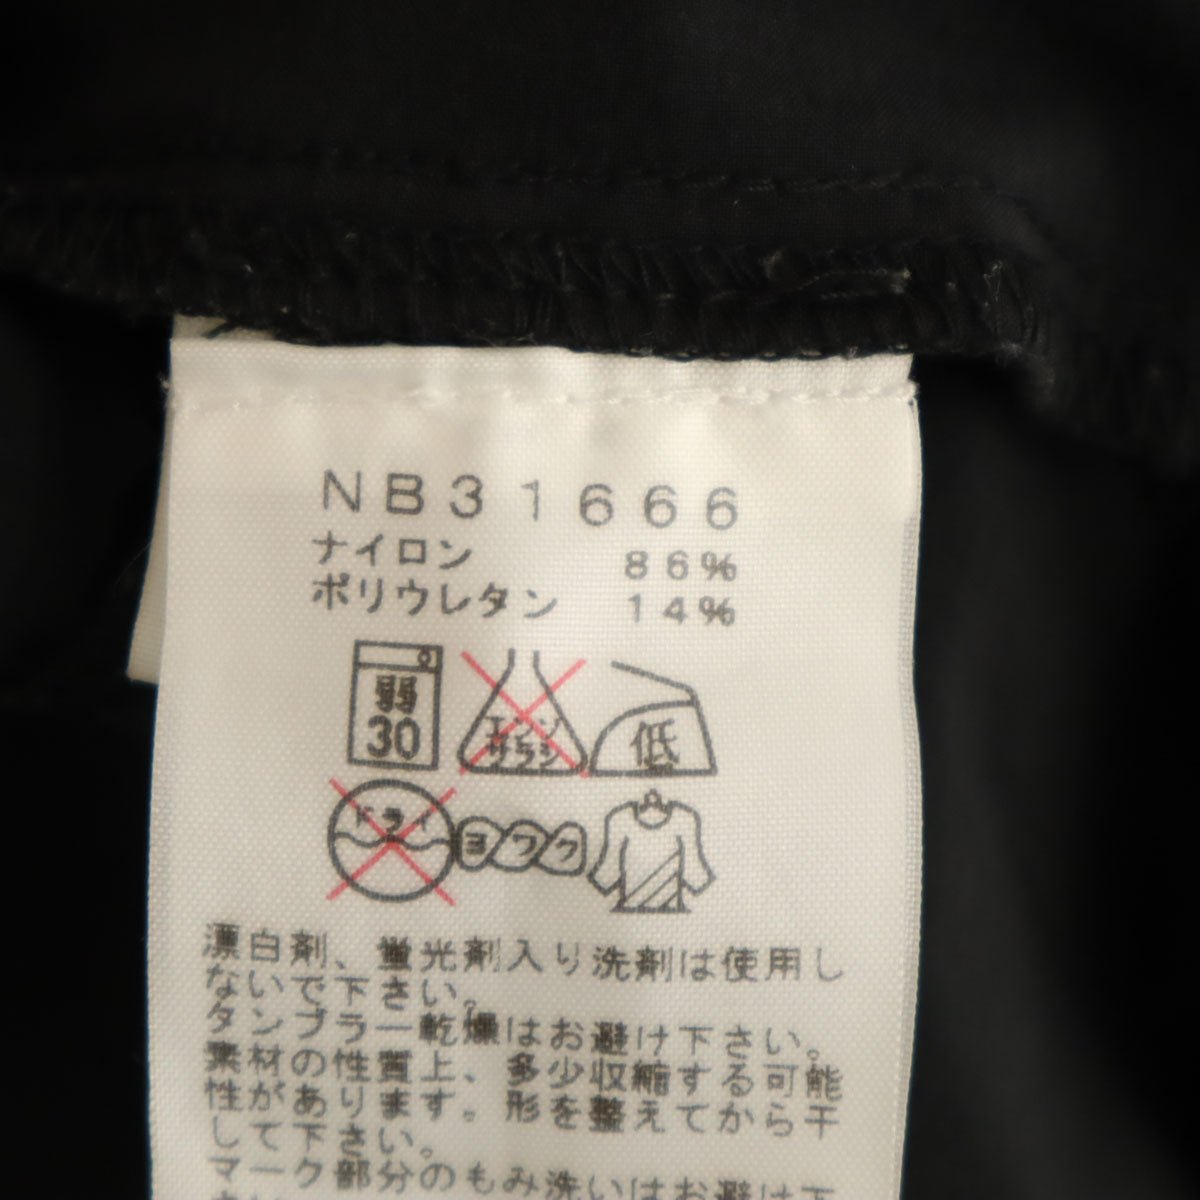 NB31666
ナイロン 86%
ポリウレタン 14%
弱
30
エンソ
サラシ
低
ドライ
ヨワク
漂白剤、蛍光剤入り洗剤は使用し
ないで下さい。
タンブラー乾燥はお避け下さい。
素材の性質上、多少収縮する可能
性があります。形を整えてから干
して下さい。
マーク部分のもみ洗いはお避け下